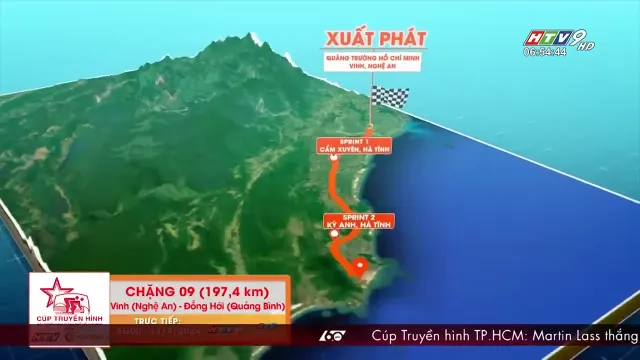 HTV9 HD
06:54:44
XUẤT PHÁT
QUẢNG TRƯỜNG HỒ CHÍ MINH
VINH, NGHỆ AN
SPRINT 1
CẨM XUYÊN, HÀ TĨNH
SPRINT 2
KỲ ANH, HÀ TĨNH
CHẶNG 09 (197,4 km)
Vinh (Nghệ An) - Đồng Hới (Quảng Bình)
TRỰC TIẾP:
CÚP TRUYỀN HÌNH
Cúp Truyền hình TP.HCM: Martin Lass thắng